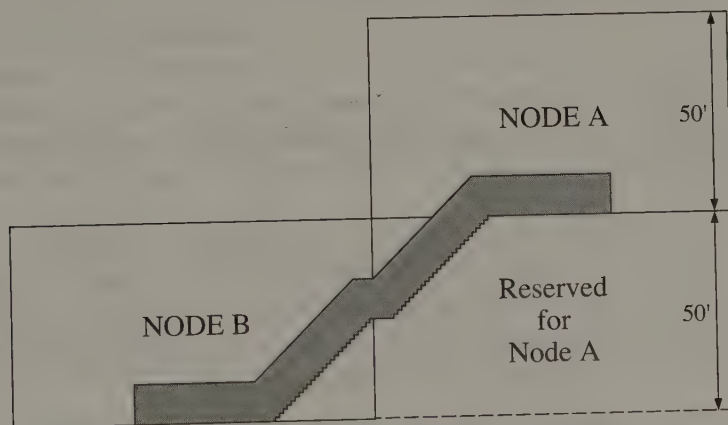 NODE A
50'
NODE B
Reserved
for
Node A
50'